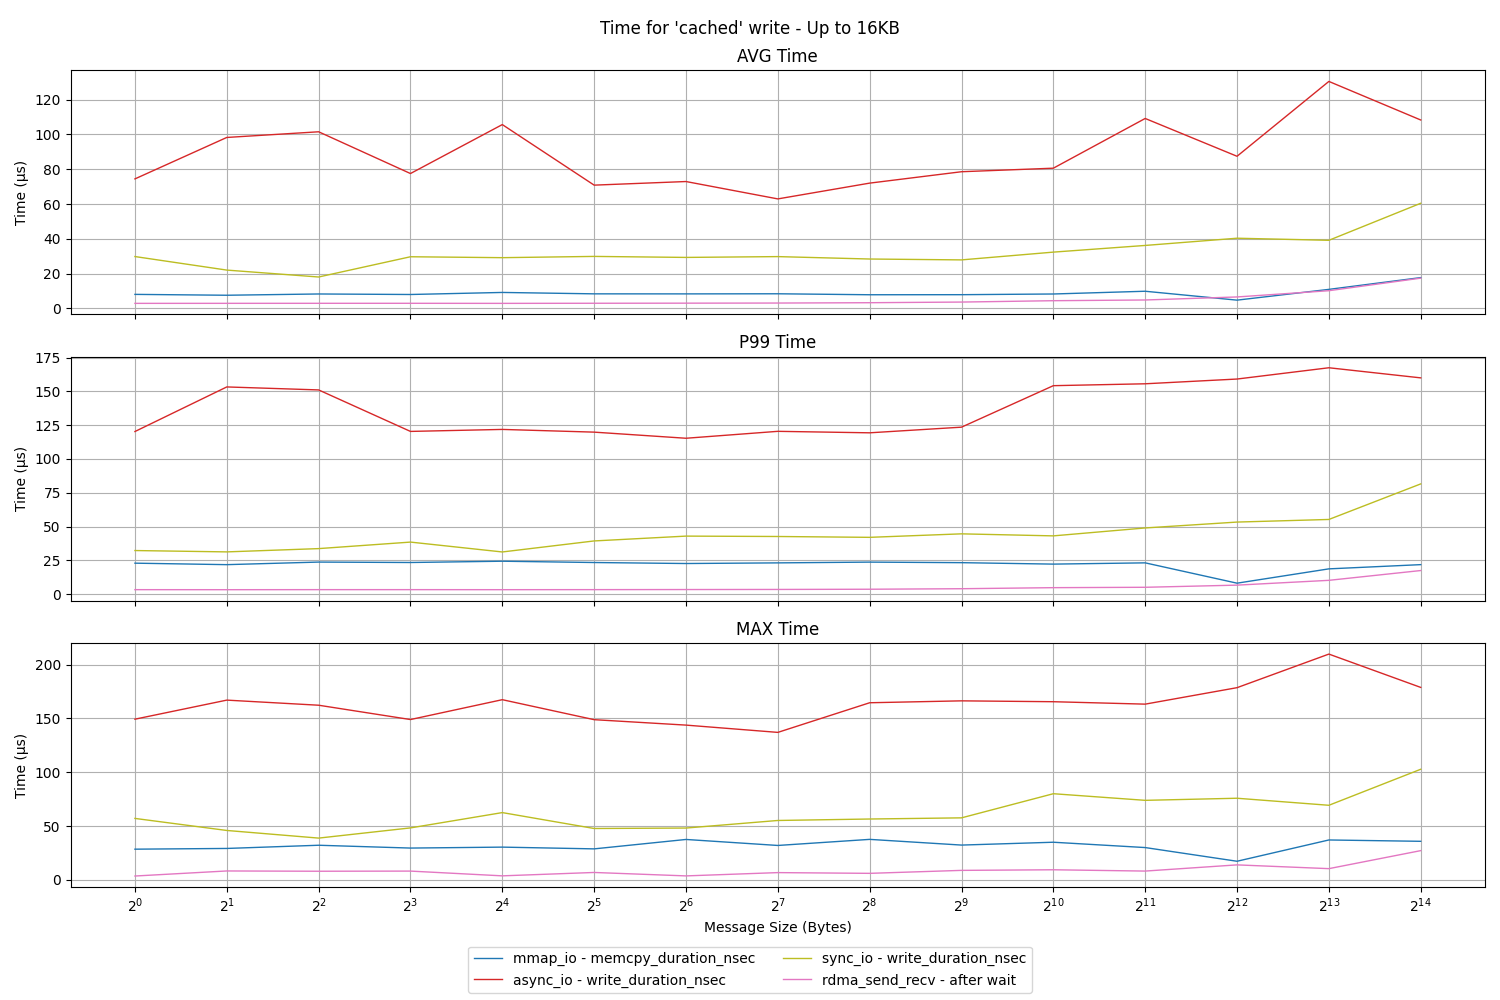 Time for 'cached' write - Up to 16KB
AVG Time
120
100
80
60
40
20
0
Time (µs)
P99 Time
175
150
125
100
75
50
25
0
Time (µs)
MAX Time
200
150
100
50
0
Time (µs)
2^0 2^1 2^2 2^3 2^4 2^5 2^6 2^7 2^8 2^9 2^10 2^11 2^12 2^13 2^14
Message Size (Bytes)
mmap_io - memcpy_duration_nsec
async_io - write_duration_nsec
sync_io - write_duration_nsec
rdma_send_recv - after wait